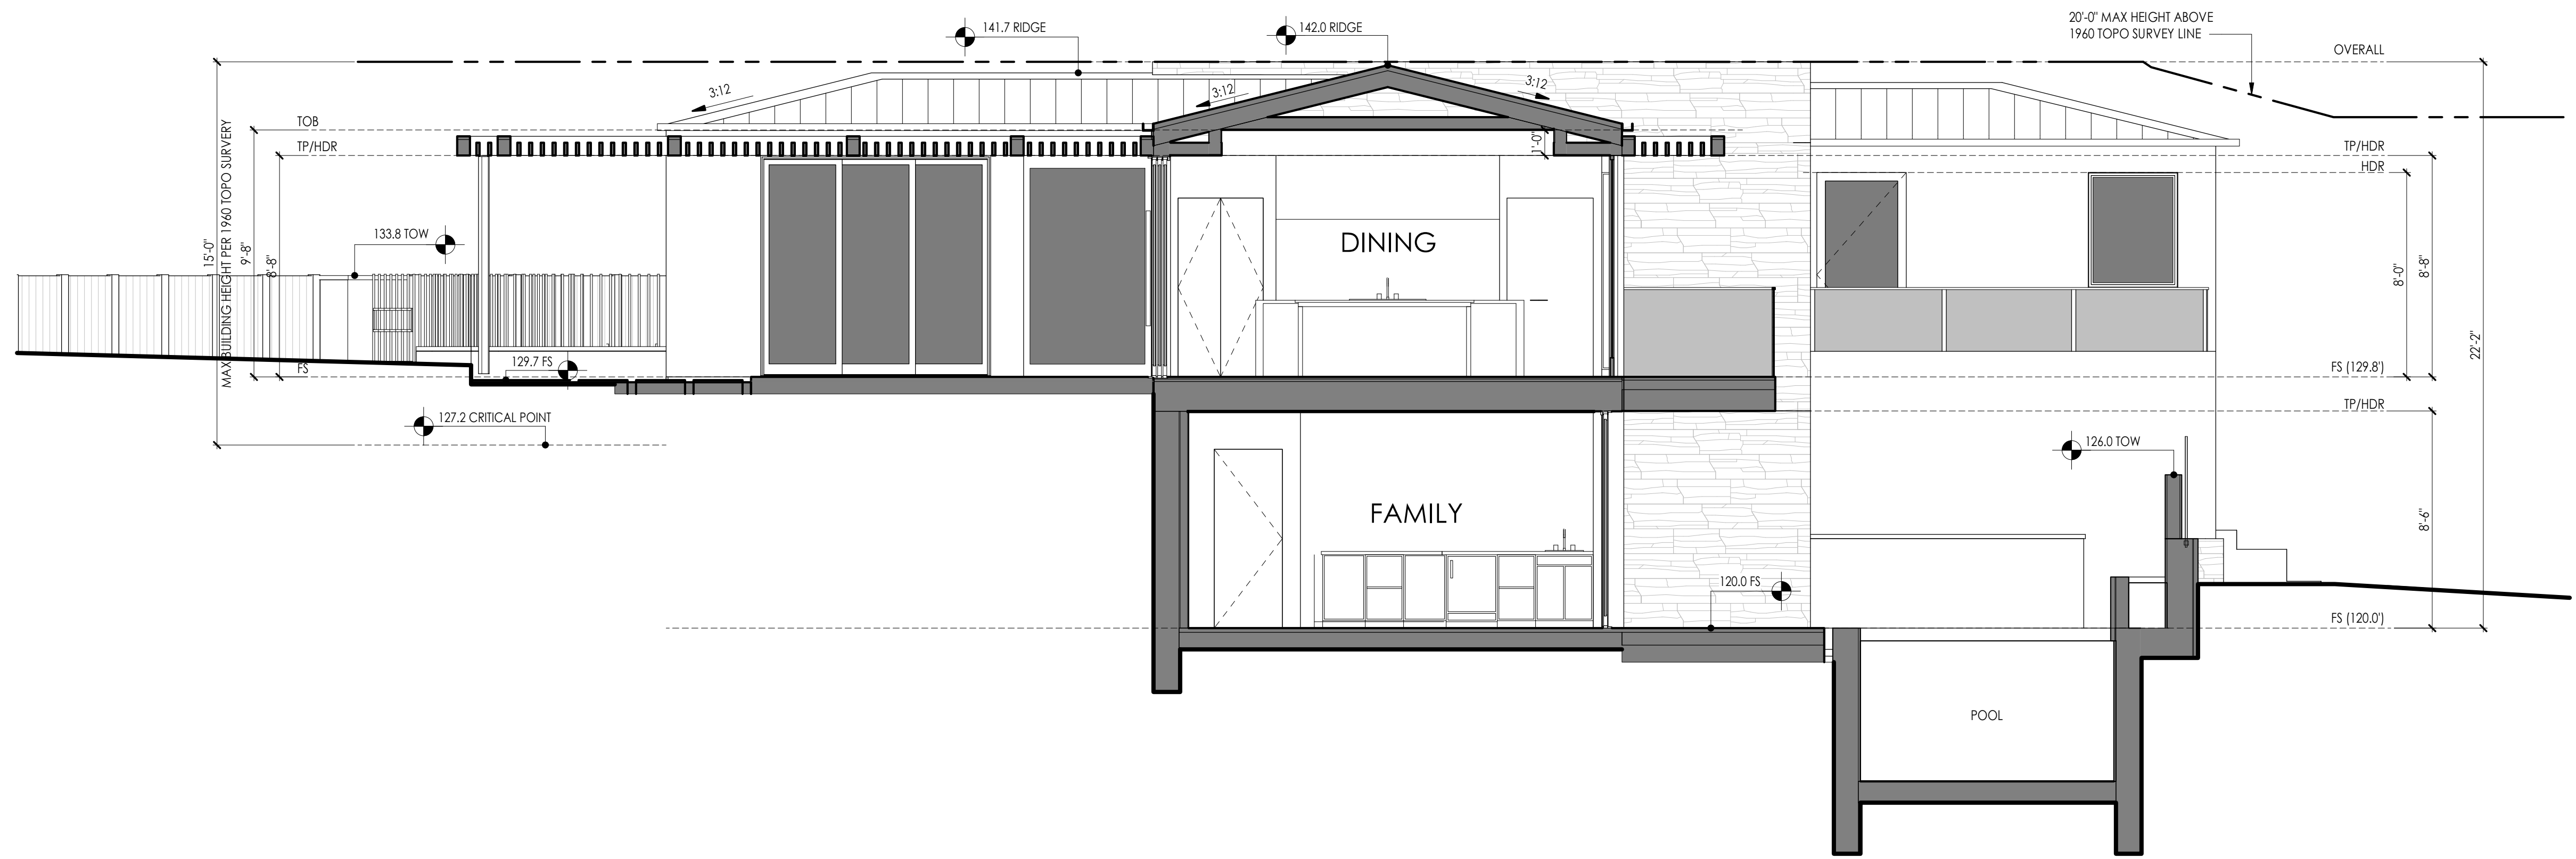 141.7 RIDGE
142.0 RIDGE
20'-0" MAX HEIGHT ABOVE
1960 TOPO SURVEY LINE
OVERALL
3:12
3:12
3:12
TOB
TP/HDR
1'-0"
TP/HDR
HDR
15'-0"
MAX BUILDING HEIGHT PER 1960 TOPO SURVERY
9'-8"
8'-8"
133.8 TOW
DINING
8'-0"
8'-8"
22'-2"
129.7 FS
FS
FS (129.8')
127.2 CRITICAL POINT
TP/HDR
126.0 TOW
FAMILY
8'-6"
120.0 FS
FS (120.0')
POOL